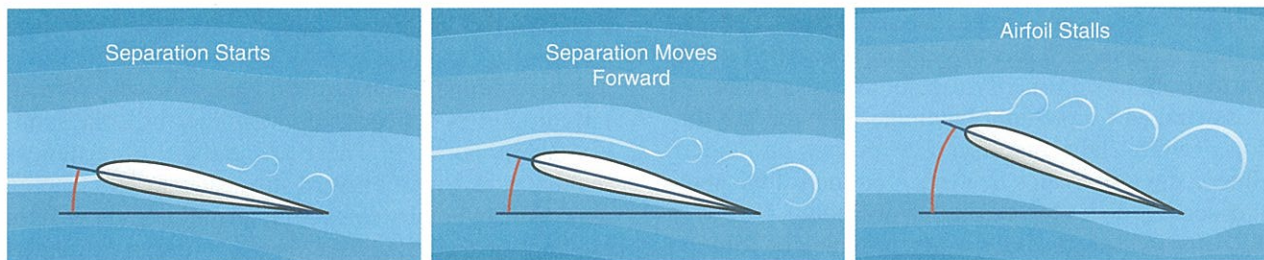 Separation Starts
Separation Moves
Forward
Airfoil Stalls